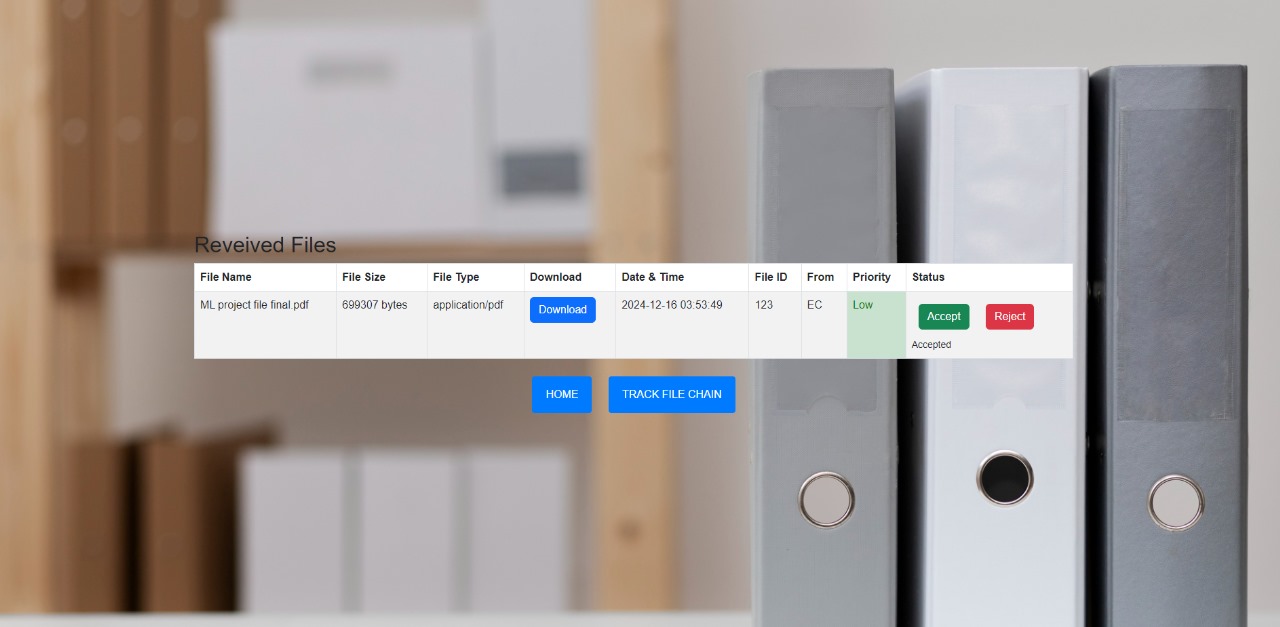 Reveived Files
File Name File Size File Type Download Date & Time File ID From Priority Status
ML project file final.pdf 699307 bytes application/pdf Download 2024-12-16 03:53:49 123 EC Low Accept Reject
Accepted
HOME TRACK FILE CHAIN